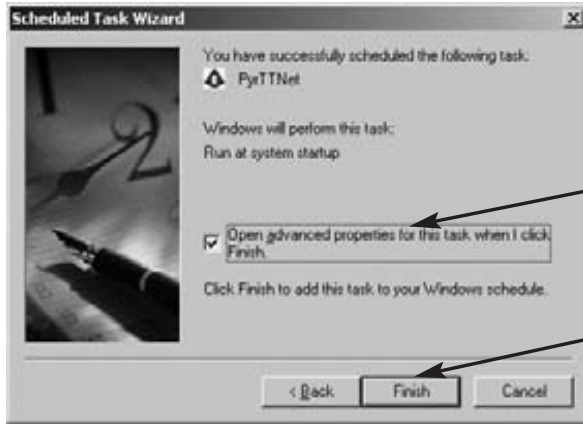 Scheduled Task Wizard
You have successfully scheduled the following task:
PyrTTNet
Windows will perform this task:
Run at system startup
Open advanced properties for this task when I click
Finish.
Click Finish to add this task to your Windows schedule.
< Back Finish Cancel